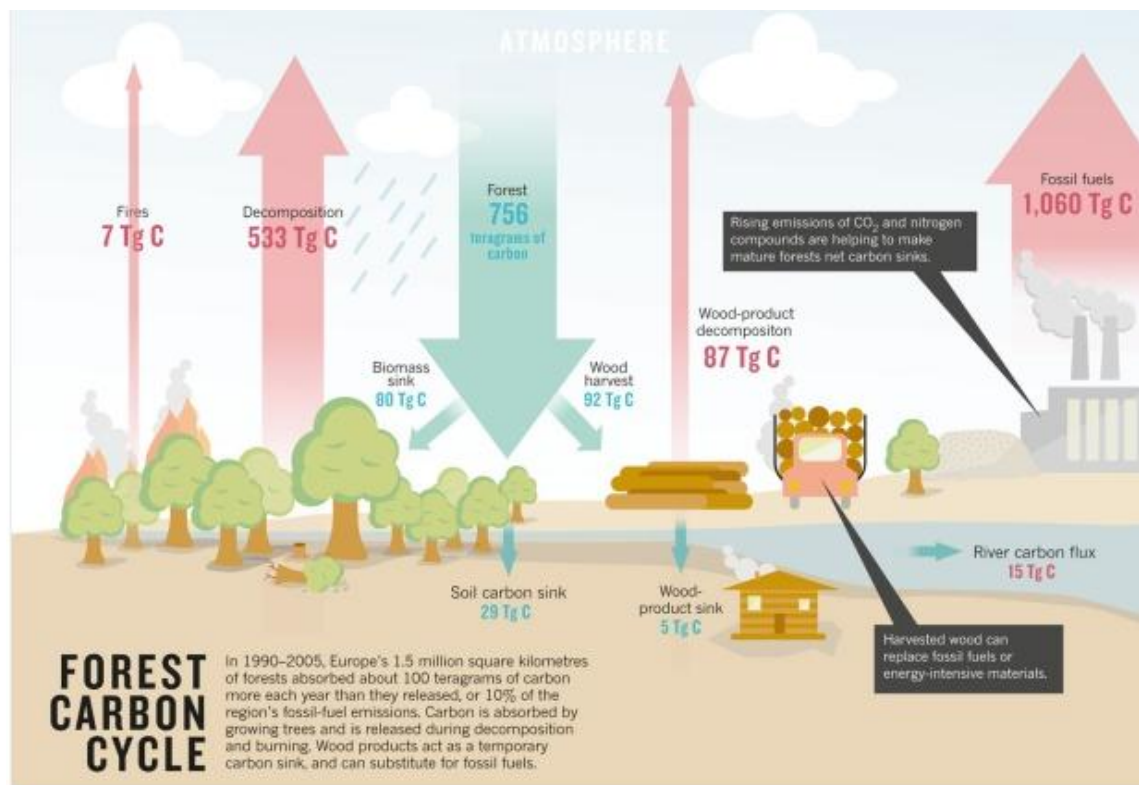 ATMOSPHERE
Fires
7 Tg C
Decomposition
533 Tg C
Forest
756
teragrams of
carbon
Fossil fuels
1,060 Tg C
Rising emissions of CO₂ and nitrogen
compounds are helping to make
mature forests net carbon sinks.
Wood-product
decompositon
87 Tg C
Biomass
sink
80 Tg C
Wood
harvest
92 Tg C
River carbon flux
15 Tg C
Soil carbon sink
29 Tg C
Wood-
product sink
5 Tg C
Harvested wood can
replace fossil fuels or
energy-intensive materials.
FOREST
CARBON
CYCLE
In 1990–2005, Europe's 1.5 million square kilometres
of forests absorbed about 100 teragrams of carbon
more each year than they released, or 10% of the
region's fossil-fuel emissions. Carbon is absorbed by
growing trees and is released during decomposition
and burning. Wood products act as a temporary
carbon sink, and can substitute for fossil fuels.